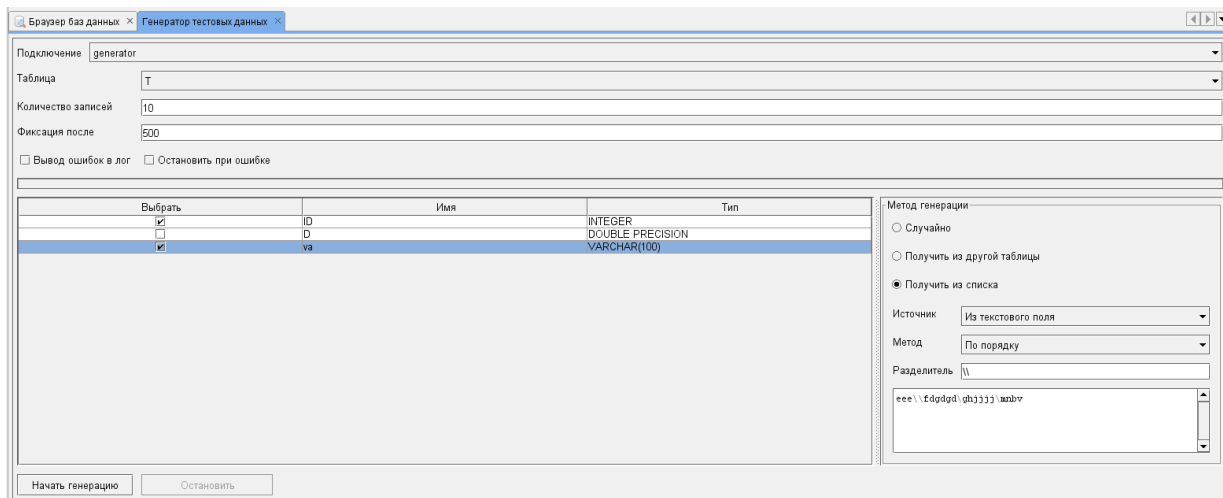 Браузер баз данных × Генератор тестовых данных ×
Подключение generator
Таблица T
Количество записей 10
Фиксация после 500
Вывод ошибок в лог Остановить при ошибке
Выбрать Имя Тип
ID INTEGER
D DOUBLE PRECISION
va VARCHAR(100)
Метод генерации
Случайно
Получить из другой таблицы
Получить из списка
Источник Из текстового поля
Метод По порядку
Разделитель \\
eee\\fdgdgd\ghjjjj\mnbv
Начать генерацию Остановить